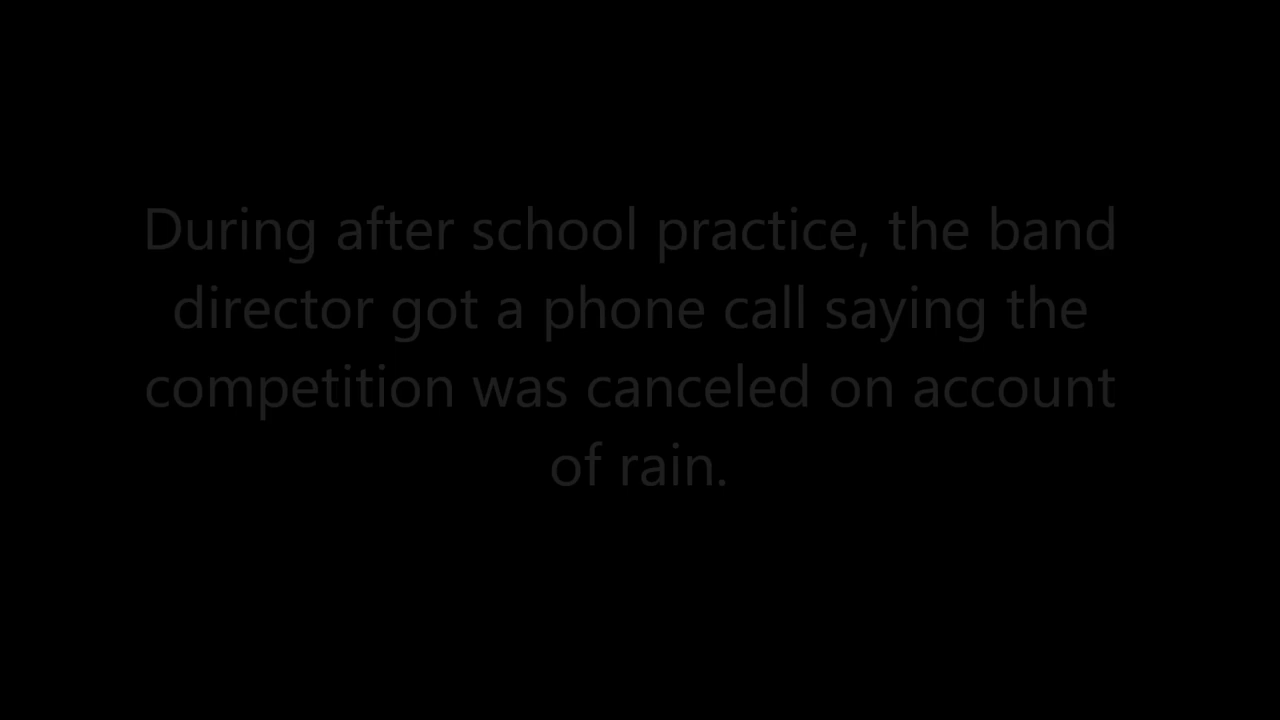 During after school practice, the band
director got a phone call saying the
competition was canceled on account
of rain.